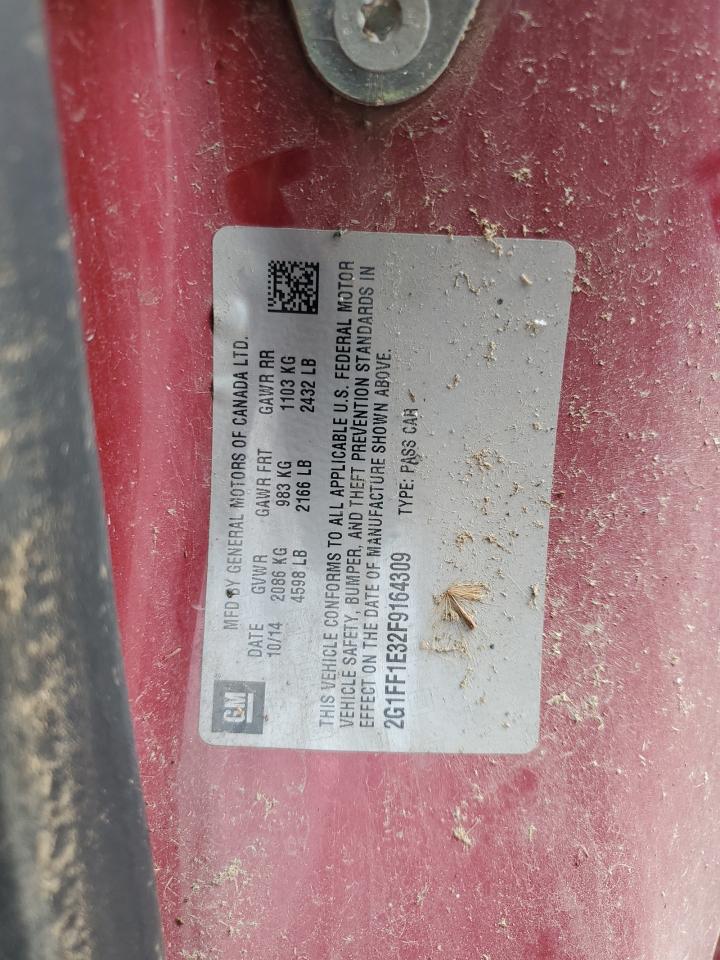 GM
MFD BY GENERAL MOTORS OF CANADA LTD.
DATE GVWR GAWR FRT GAWR RR
10/14 2086 KG 983 KG 1103 KG
4598 LB 2166 LB 2432 LB
THIS VEHICLE CONFORMS TO ALL APPLICABLE U.S. FEDERAL MOTOR
VEHICLE SAFETY, BUMPER, AND THEFT PREVENTION STANDARDS IN
EFFECT ON THE DATE OF MANUFACTURE SHOWN ABOVE.
2G1FF1E32F9164309 TYPE: PASS CAR